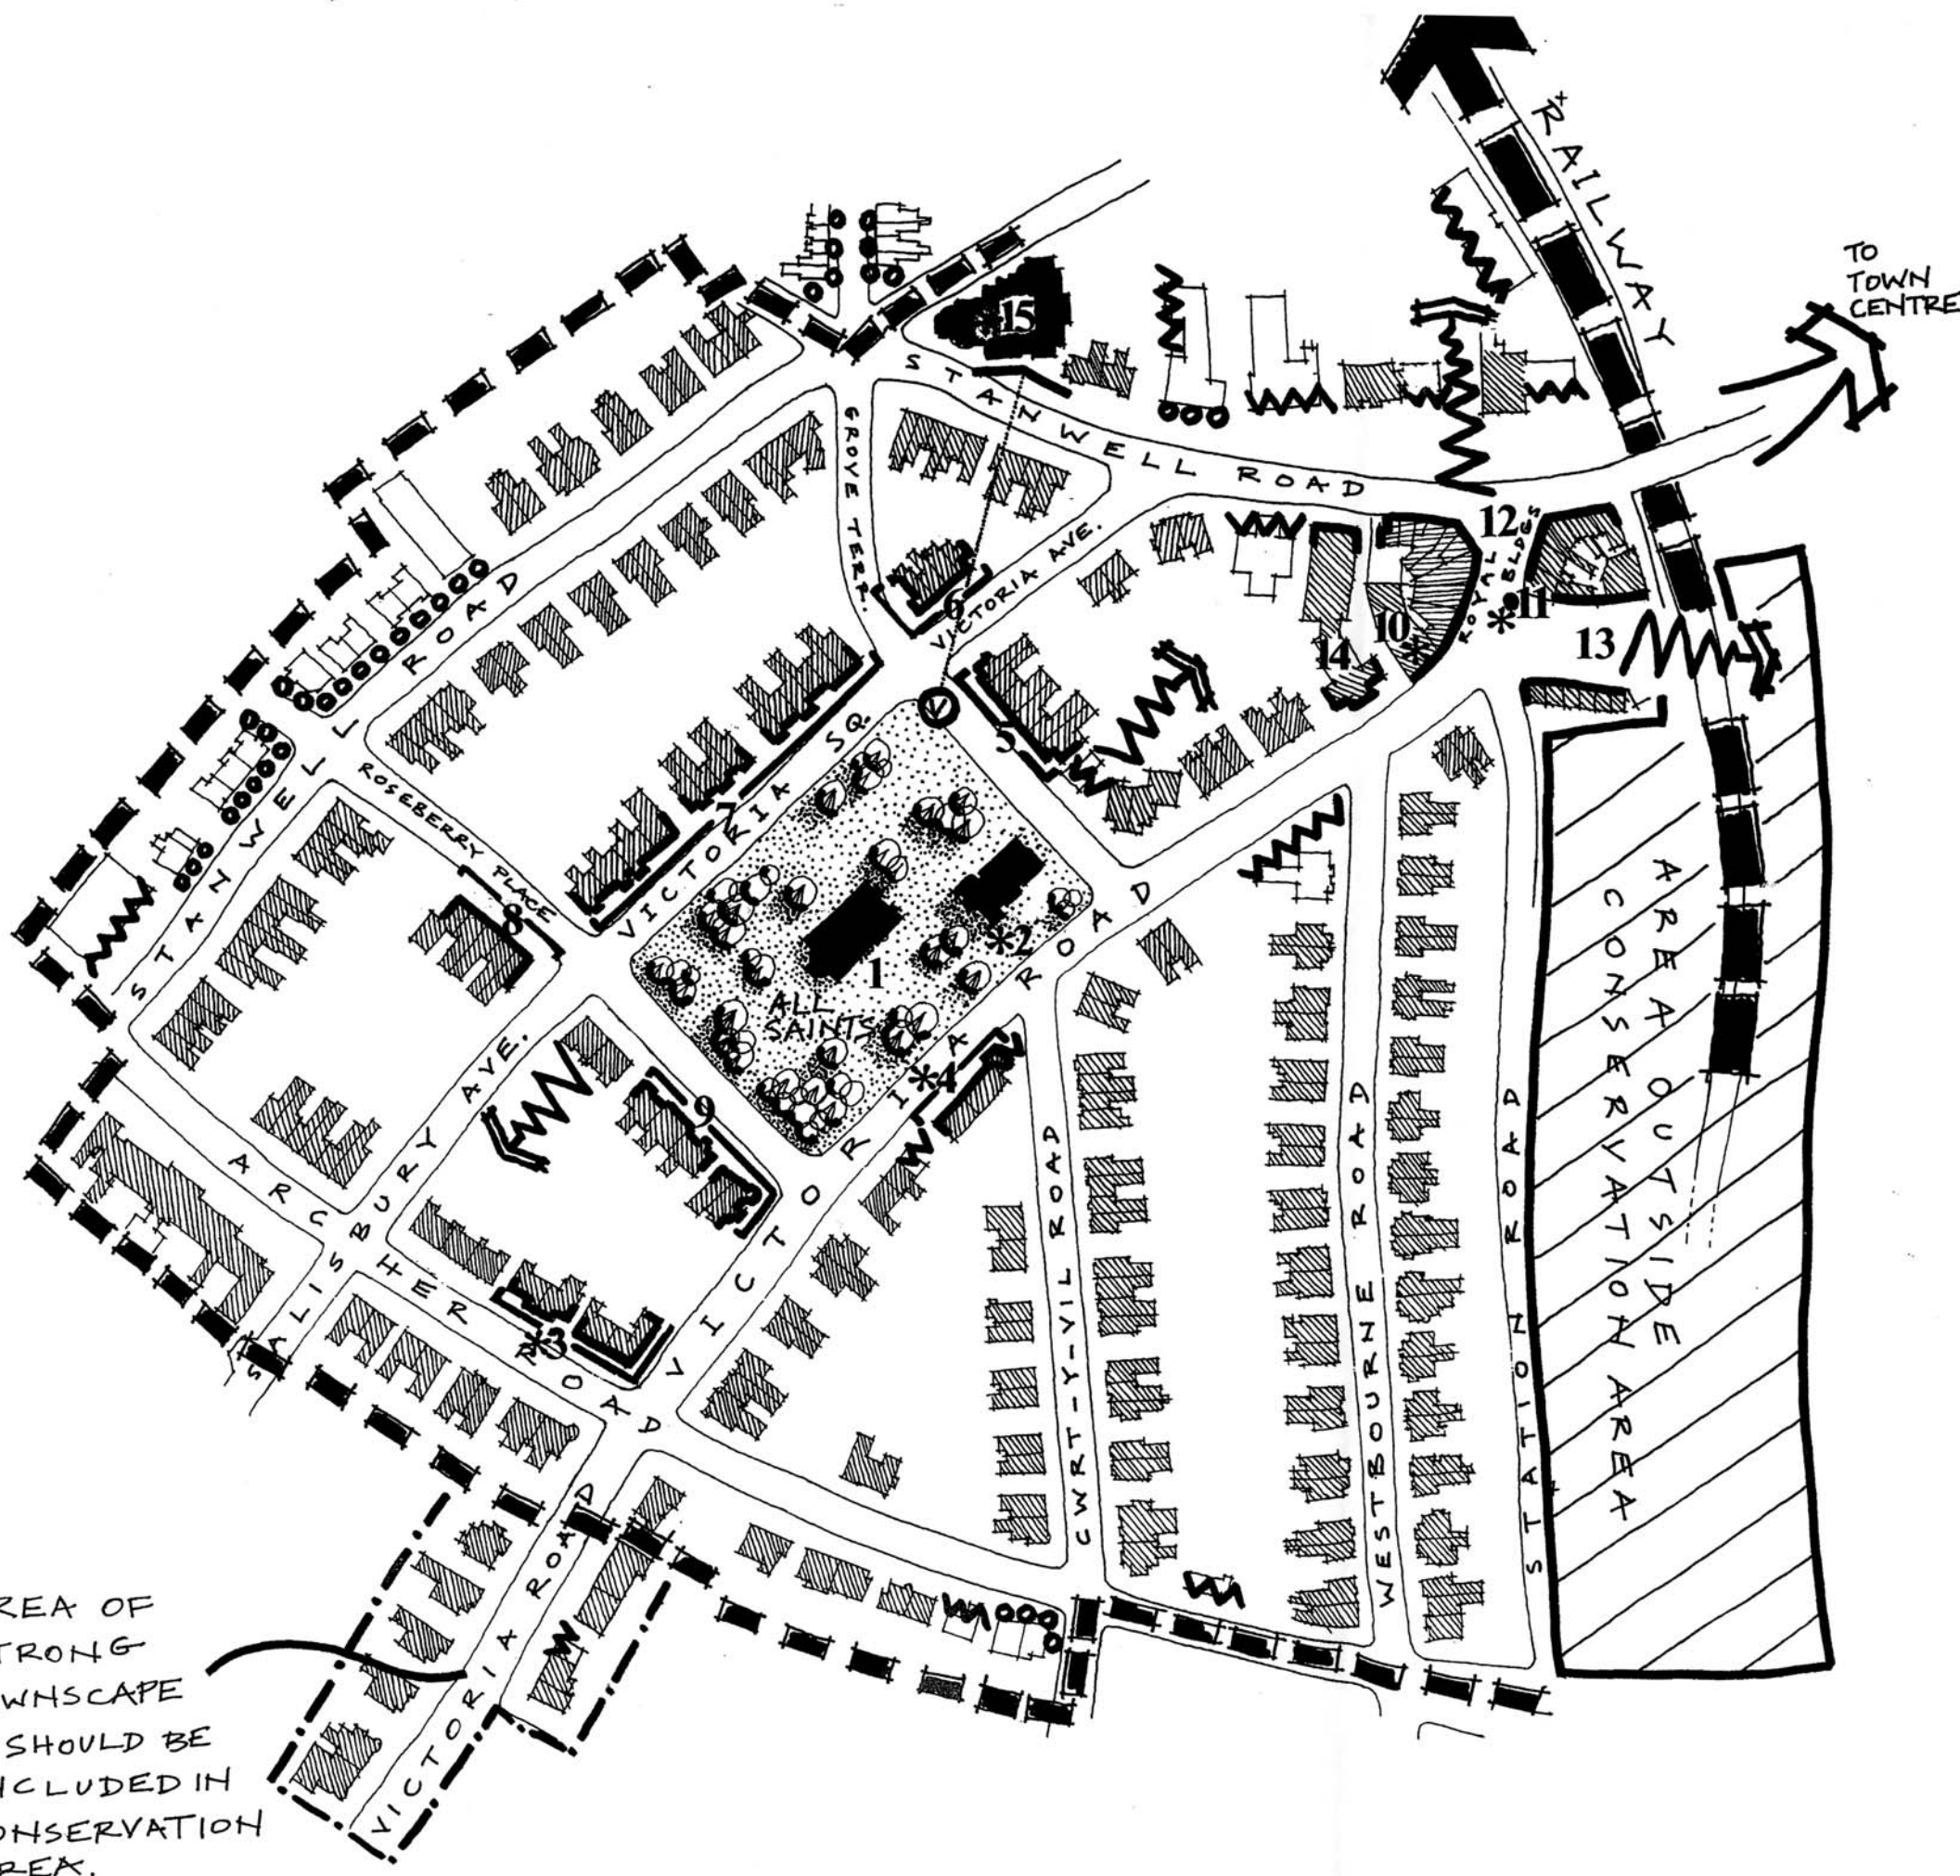 RAILWAY
TO
TOWN
CENTRE
15
STANWELL ROAD
GROVE TERR.
VICTORIA AVE.
6
12
ROYAL BLDGS
11
10
13
14
STANWELL ROAD
ROSEBERRY PLACE
VICTORIA SQ.
V
5
7
8
1
2
ALL
SAINTS
4
9
3
VICTORIA ROAD
SALISBURY AVE.
ARCHER ROAD
CWRT-Y-VIL ROAD
WESTBOURNE ROAD
STATION ROAD
AREA OUTSIDE
CONSERVATION AREA
VICTORIA ROAD
REA OF
TRONG
WNSCAPE
SHOULD BE
NCLUDED IN
ONSERVATION
REA.